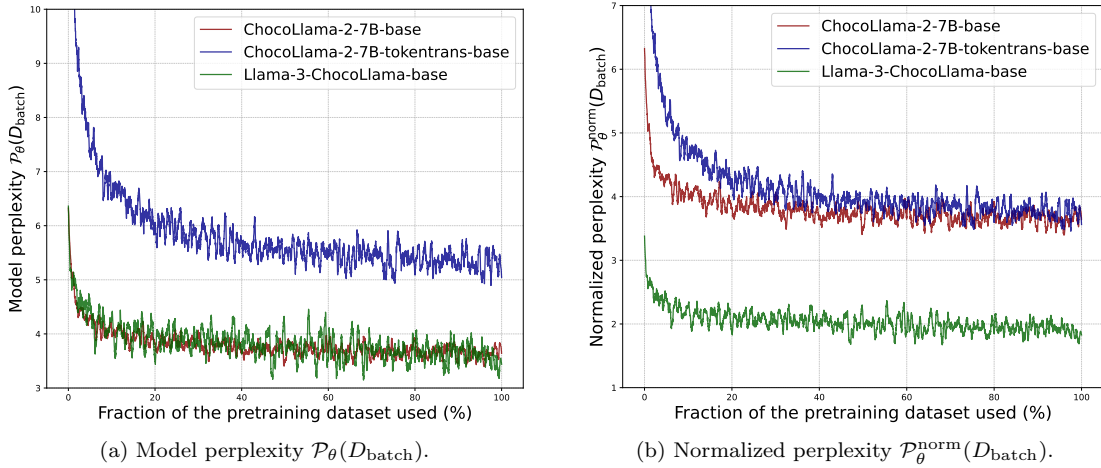 10
9
8
7
6
5
4
3
0
20
40
60
80
100
Model perplexity 𝒫θ(Dbatch)
Fraction of the pretraining dataset used (%)
ChocoLlama-2-7B-base
ChocoLlama-2-7B-tokentrans-base
Llama-3-ChocoLlama-base
(a) Model perplexity 𝒫θ(Dbatch).
7
6
5
4
3
2
1
0
20
40
60
80
100
Normalized perplexity 𝒫θnorm(Dbatch)
Fraction of the pretraining dataset used (%)
ChocoLlama-2-7B-base
ChocoLlama-2-7B-tokentrans-base
Llama-3-ChocoLlama-base
(b) Normalized perplexity 𝒫θnorm(Dbatch).